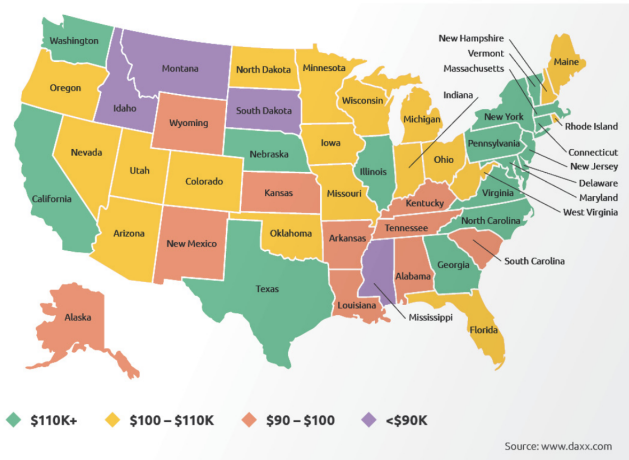 Washington
Montana
North Dakota
Minnesota
New Hampshire
Vermont
Massachusetts
Maine
Oregon
Idaho
Wyoming
South Dakota
Wisconsin
Michigan
Indiana
New York
Rhode Island
Nevada
Utah
Colorado
Nebraska
Iowa
Illinois
Ohio
Pennsylvania
Connecticut
New Jersey
Delaware
Maryland
West Virginia
California
Kansas
Missouri
Kentucky
Virginia
Arizona
New Mexico
Oklahoma
Arkansas
Tennessee
North Carolina
South Carolina
Texas
Louisiana
Alabama
Georgia
Mississippi
Florida
Alaska
$110K+
$100 – $110K
$90 – $100
<$90K
Source: www.daxx.com